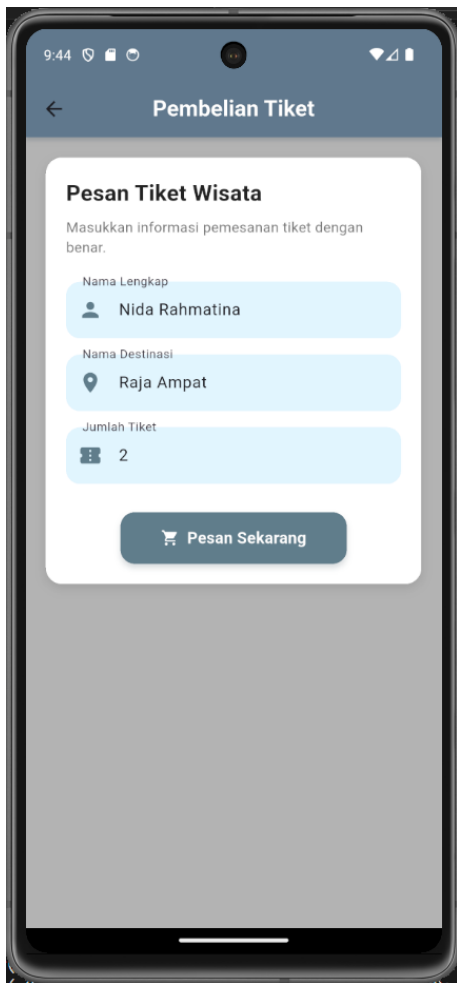 9:44
Pembelian Tiket
Pesan Tiket Wisata
Masukkan informasi pemesanan tiket dengan
benar.
Nama Lengkap
Nida Rahmatina
Nama Destinasi
Raja Ampat
Jumlah Tiket
2
Pesan Sekarang